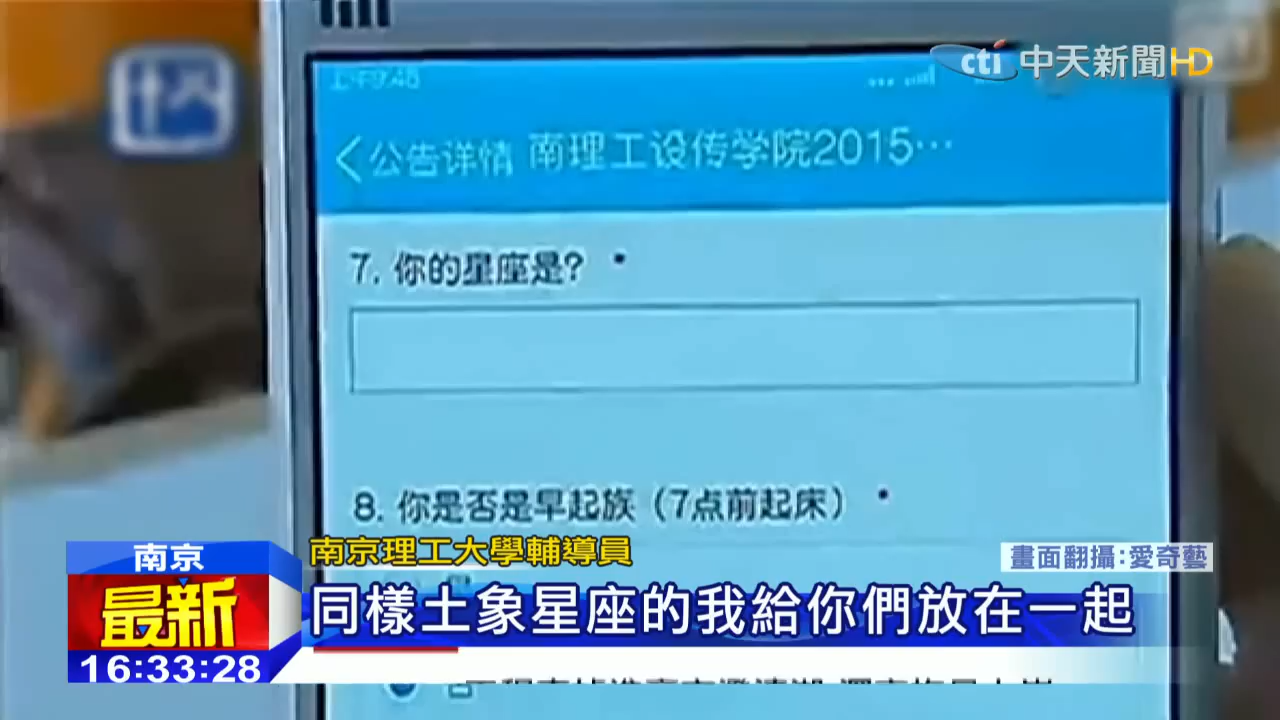 cti 中天新聞HD
上午9:48
公告详情 南理工设传学院2015…
7. 你的星座是? *
8. 你是否是早起族（7点前起床） *
南京理工大學輔導員
畫面翻攝:愛奇藝
南京
最新
同樣土象星座的我給你們放在一起
16:33:28